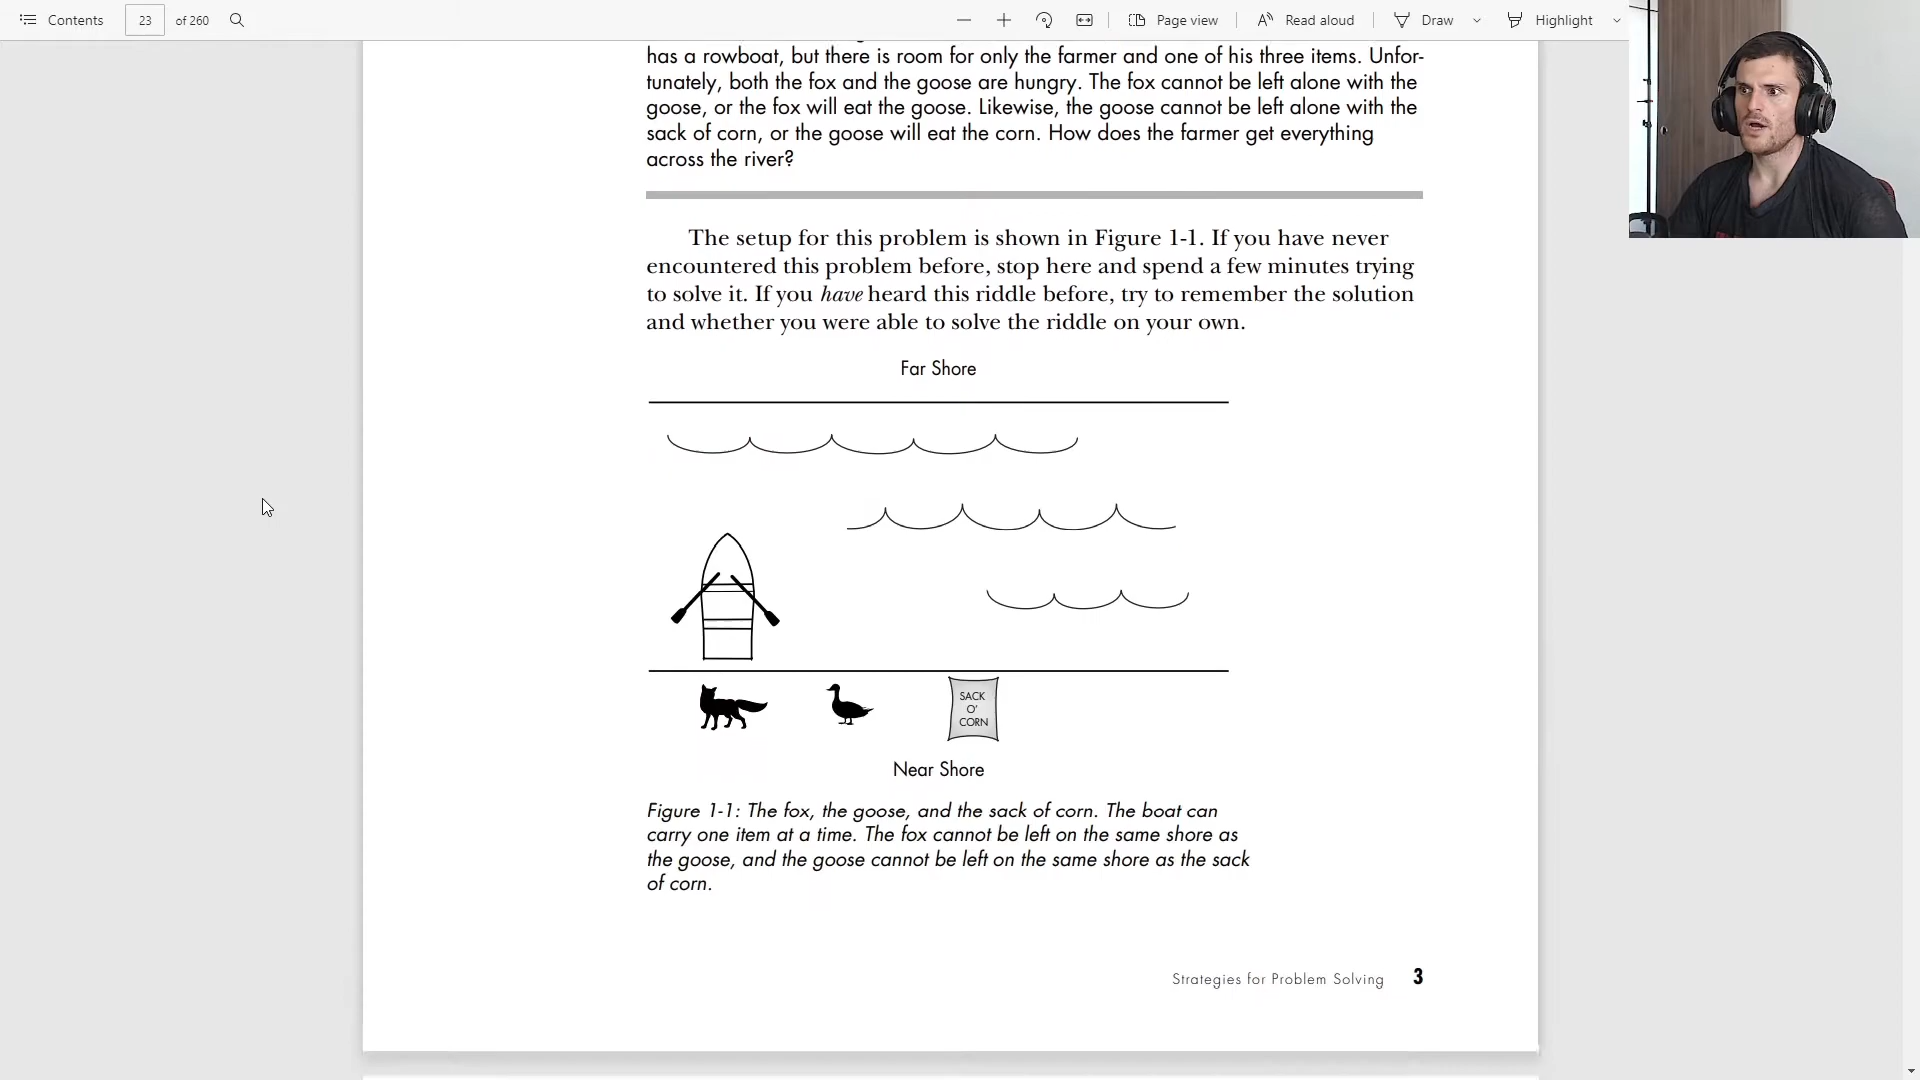 Contents 23 of 260 Page view Read aloud Draw Highlight
has a rowboat, but there is room for only the farmer and one of his three items. Unfor-
tunately, both the fox and the goose are hungry. The fox cannot be left alone with the
goose, or the fox will eat the goose. Likewise, the goose cannot be left alone with the
sack of corn, or the goose will eat the corn. How does the farmer get everything
across the river?
The setup for this problem is shown in Figure 1-1. If you have never
encountered this problem before, stop here and spend a few minutes trying
to solve it. If you have heard this riddle before, try to remember the solution
and whether you were able to solve the riddle on your own.
Far Shore
SACK
O'
CORN
Near Shore
Figure 1-1: The fox, the goose, and the sack of corn. The boat can
carry one item at a time. The fox cannot be left on the same shore as
the goose, and the goose cannot be left on the same shore as the sack
of corn.
Strategies for Problem Solving 3